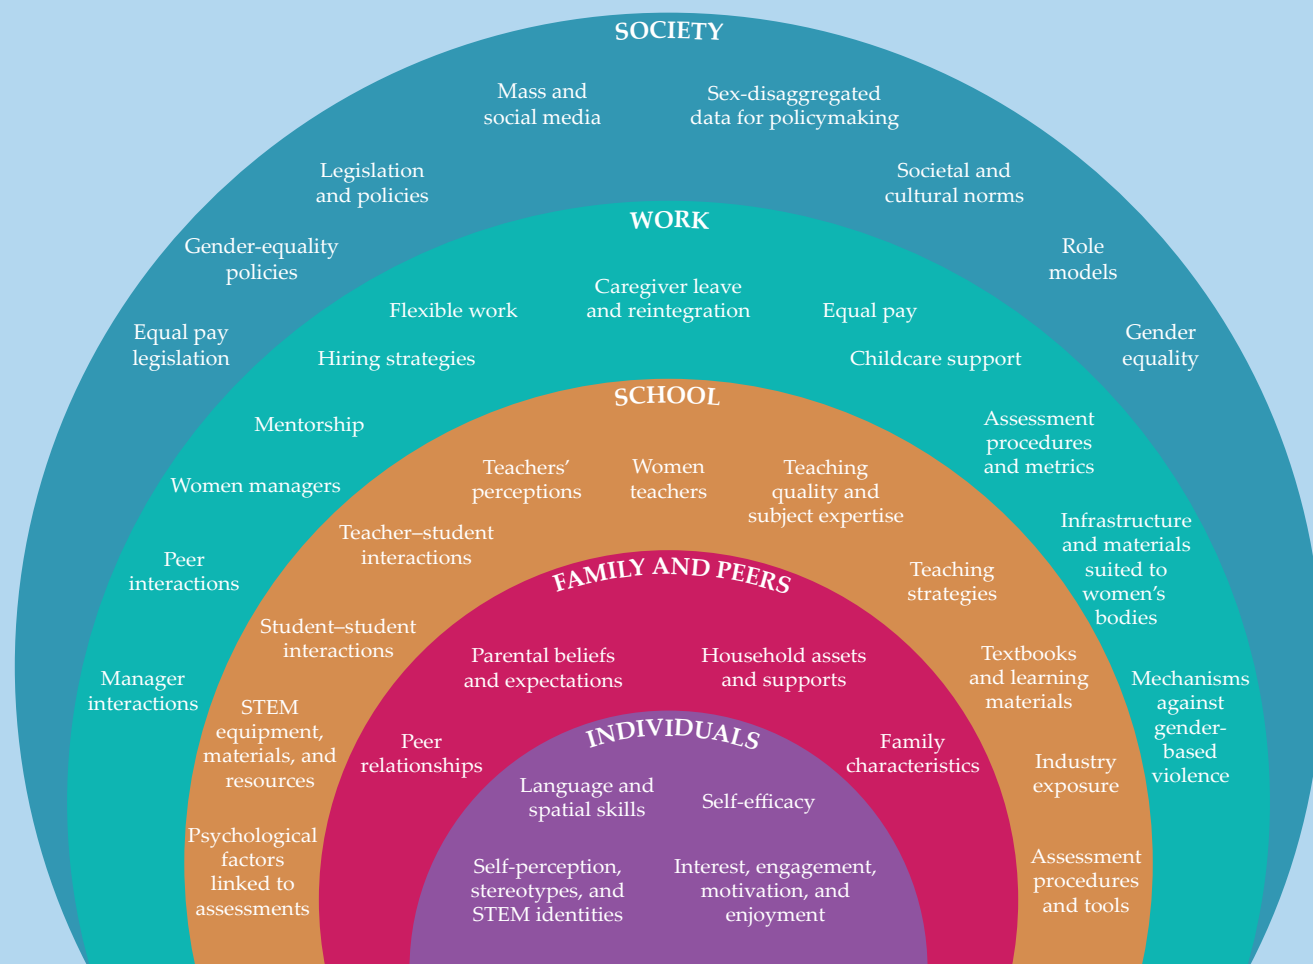 SOCIETY
Mass and
social media
Sex-disaggregated
data for policymaking
Legislation
and policies
Societal and
cultural norms
Gender-equality
policies
Role
models
Equal pay
legislation
Gender
equality
WORK
Caregiver leave
and reintegration
Flexible work
Equal pay
Hiring strategies
Childcare support
Mentorship
Assessment
procedures
and metrics
Women managers
Infrastructure
and materials
suited to
women’s
bodies
Peer
interactions
Manager
interactions
Mechanisms
against
gender-
based
violence
SCHOOL
Teachers’
perceptions
Women
teachers
Teaching
quality and
subject expertise
Teacher–student
interactions
Teaching
strategies
Student–student
interactions
Textbooks
and learning
materials
STEM
equipment,
materials, and
resources
Industry
exposure
Psychological
factors
linked to
assessments
Assessment
procedures
and tools
FAMILY AND PEERS
Parental beliefs
and expectations
Household assets
and supports
Peer
relationships
Family
characteristics
INDIVIDUALS
Language and
spatial skills
Self-efficacy
Self-perception,
stereotypes, and
STEM identities
Interest, engagement,
motivation, and
enjoyment